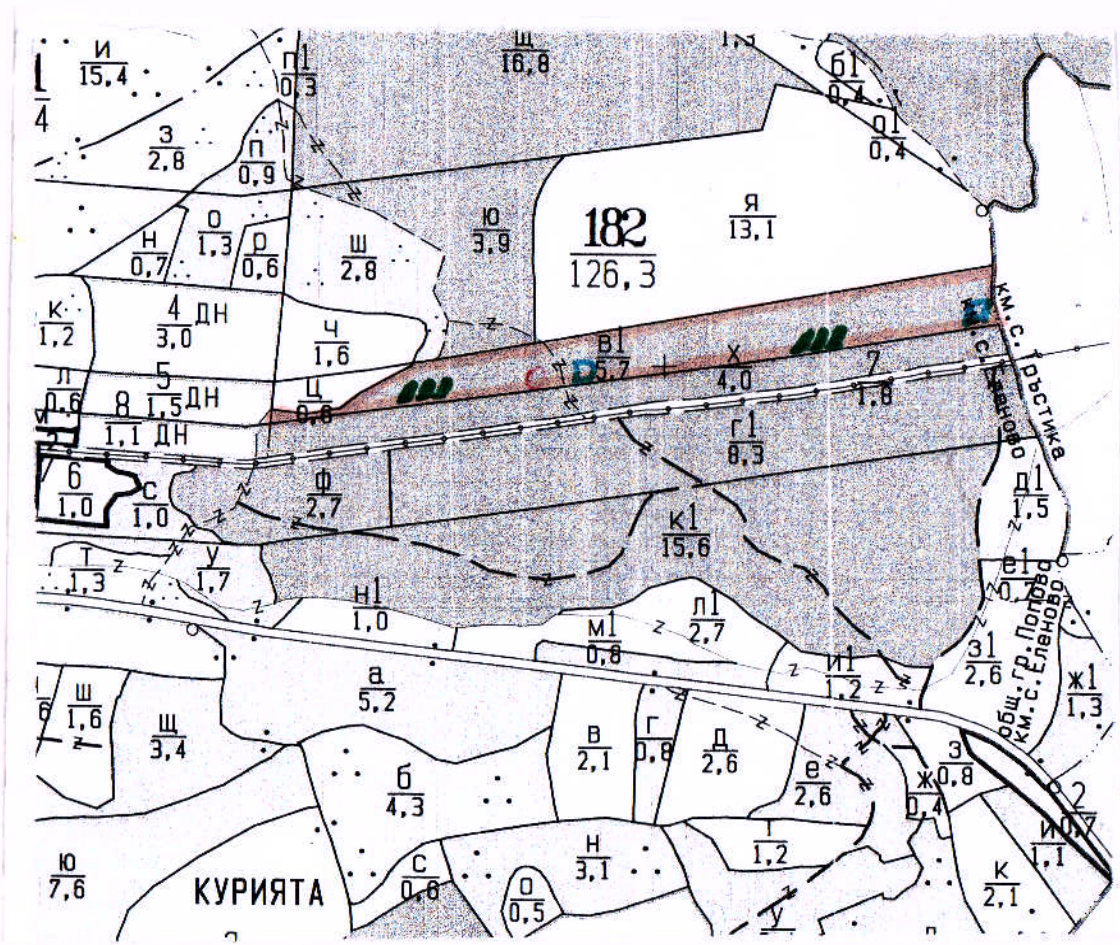 и
15,4
4
п1
0,3
щ
16,8
1,3
б1
0,4
а1
0,4
з
2,8
п
0,9
о
1,3
н
0,7
р
0,6
ш
2,8
ю
3,9
182
126,3
я
13,1
к
1,2
4 ДН
3,0
ч
1,6
л
0,6
5 ДН
1,5
8 ДН
1,1
ц
0,8
в1
5,7
х
4,0
7
1,8
г1
8,3
км. с. Тръстика
км. с. Еленово
6
1,0
с
1,0
ф
2,7
к1
15,6
д1
1,5
е1
0,7
т
1,3
у
1,7
н1
1,0
м1
0,8
л1
2,7
и1
1,2
з1
2,6
ж1
1,3
общ. гр. Попово
км. с. Еленово
ш
1,6
щ
3,4
а
5,2
б
4,3
в
2,1
г
0,8
д
2,6
е
2,6
ж
0,4
з
0,8
2
0,7
и
1,1
к
2,1
ю
7,6
КУРИЯТА
с
0,6
о
0,5
н
3,1
1,2
у